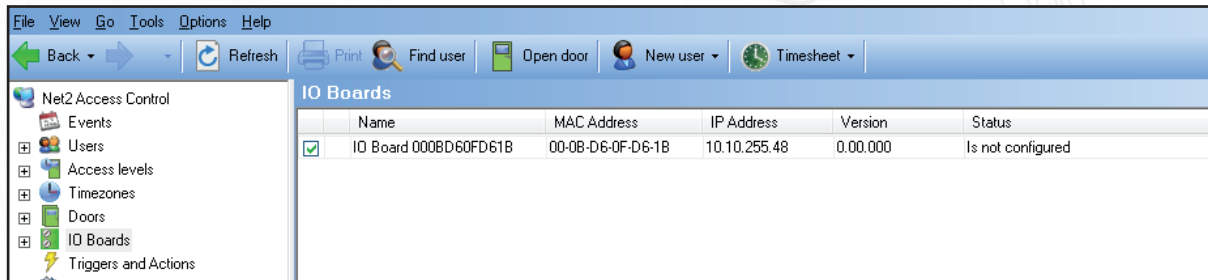 File View Go Tools Options Help
Back Refresh Print Find user Open door New user Timesheet
Net2 Access Control
Events
Users
Access levels
Timezones
Doors
IO Boards
Triggers and Actions
IO Boards
Name MAC Address IP Address Version Status
IO Board 000BD60FD61B 00-0B-D6-0F-D6-1B 10.10.255.48 0.00.000 Is not configured